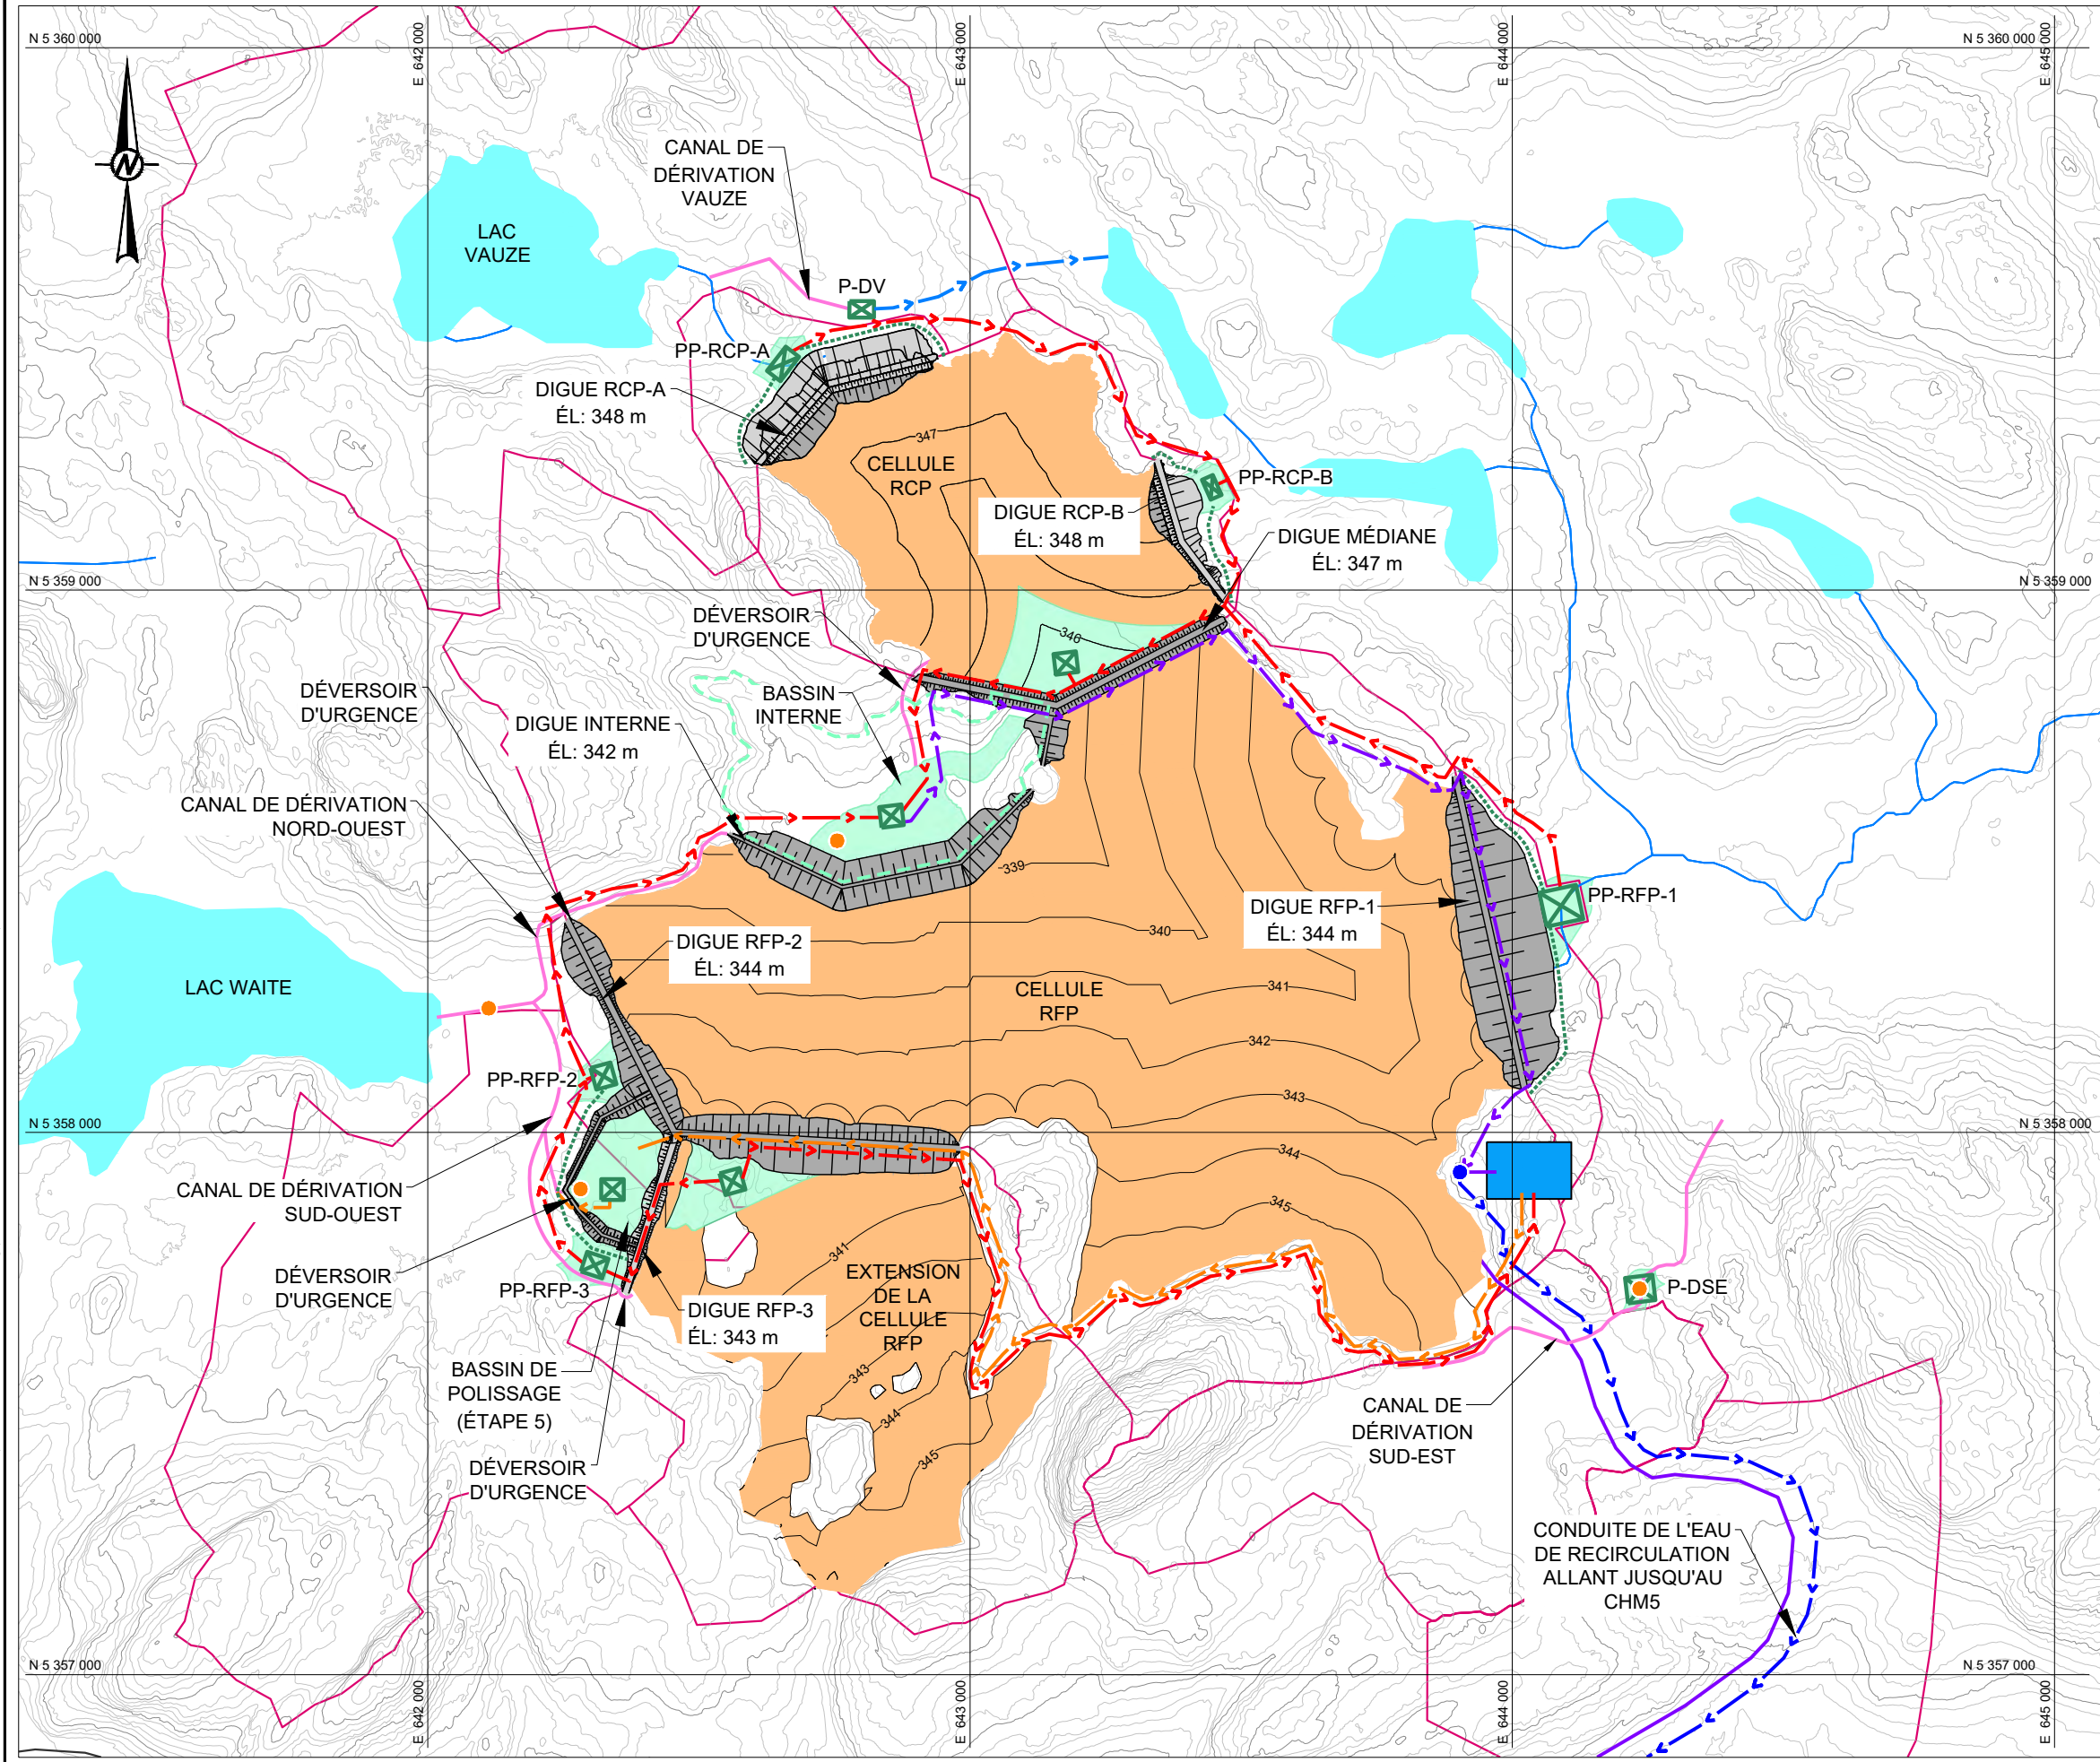 N 5 360 000
E 642 000
E 643 000
E 644 000
E 645 000
N 5 360 000
N
CANAL DE
DÉRIVATION
VAUZE
LAC
VAUZE
P-DV
PP-RCP-A
DIGUE RCP-A
ÉL: 348 m
347
CELLULE
RCP
PP-RCP-B
DIGUE RCP-B
ÉL: 348 m
DIGUE MÉDIANE
ÉL: 347 m
N 5 359 000
N 5 359 000
DÉVERSOIR
D'URGENCE
346
DÉVERSOIR
D'URGENCE
BASSIN
INTERNE
DIGUE INTERNE
ÉL: 342 m
CANAL DE DÉRIVATION
NORD-OUEST
339
DIGUE RFP-1
ÉL: 344 m
PP-RFP-1
DIGUE RFP-2
ÉL: 344 m
340
LAC WAITE
CELLULE
RFP
341
342
PP-RFP-2
343
N 5 358 000
N 5 358 000
344
CANAL DE DÉRIVATION
SUD-OUEST
345
341
DÉVERSOIR
D'URGENCE
EXTENSION
DE LA
CELLULE
RFP
PP-RFP-3
P-DSE
DIGUE RFP-3
ÉL: 343 m
343
BASSIN DE
POLISSAGE
(ÉTAPE 5)
344
CANAL DE
DÉRIVATION
SUD-EST
345
DÉVERSOIR
D'URGENCE
CONDUITE DE L'EAU
DE RECIRCULATION
ALLANT JUSQU'AU
CHM5
N 5 357 000
N 5 357 000
E 642 000
E 643 000
E 644 000
E 645 000